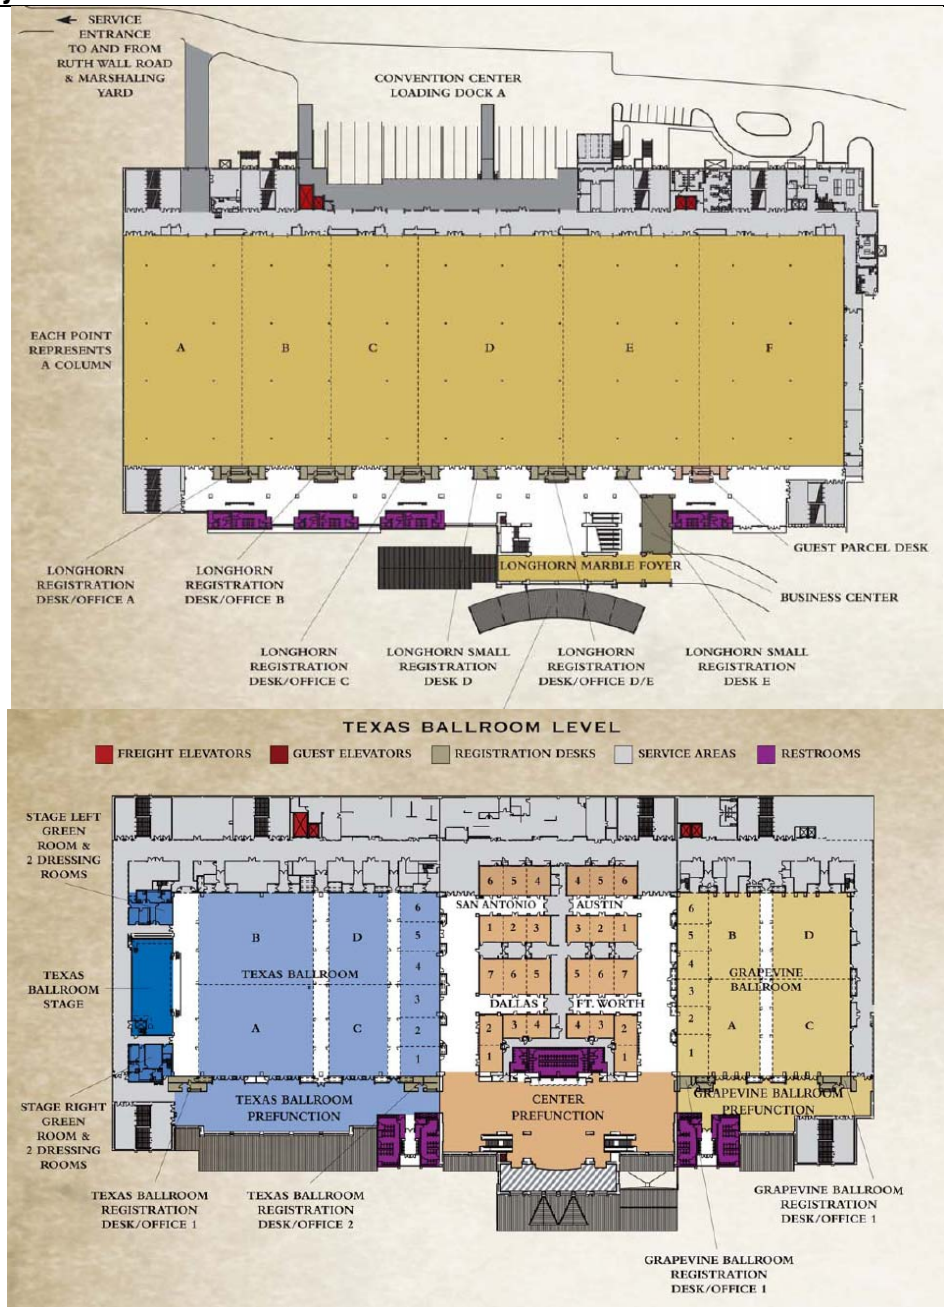 SERVICE
ENTRANCE
TO AND FROM
RUTH WALL ROAD
& MARSHALING
YARD
CONVENTION CENTER
LOADING DOCK A
EACH POINT
REPRESENTS
A COLUMN
A
B
C
D
E
F
GUEST PARCEL DESK
LONGHORN MARBLE FOYER
LONGHORN
REGISTRATION
DESK/OFFICE A
LONGHORN
REGISTRATION
DESK/OFFICE B
BUSINESS CENTER
LONGHORN
REGISTRATION
DESK/OFFICE C
LONGHORN SMALL
REGISTRATION
DESK D
LONGHORN
REGISTRATION
DESK/OFFICE D/E
LONGHORN SMALL
REGISTRATION
DESK E
TEXAS BALLROOM LEVEL
FREIGHT ELEVATORS
GUEST ELEVATORS
REGISTRATION DESKS
SERVICE AREAS
RESTROOMS
STAGE LEFT
GREEN
ROOM &
2 DRESSING
ROOMS
TEXAS
BALLROOM
STAGE
STAGE RIGHT
GREEN
ROOM &
2 DRESSING
ROOMS
B
D
TEXAS BALLROOM
A
C
6
5
4
3
2
1
6 5 4
4 5 6
SAN ANTONIO
AUSTIN
1 2 3
3 2 1
7 6 5
5 6 7
DALLAS
FT. WORTH
2 3 4
4 3 2
1
1
6
5
4
3
2
1
B
D
GRAPEVINE
BALLROOM
A
C
TEXAS BALLROOM
PREFUNCTION
CENTER
PREFUNCTION
GRAPEVINE BALLROOM
PREFUNCTION
TEXAS BALLROOM
REGISTRATION
DESK/OFFICE 1
TEXAS BALLROOM
REGISTRATION
DESK/OFFICE 2
GRAPEVINE BALLROOM
REGISTRATION
DESK/OFFICE 1
GRAPEVINE BALLROOM
REGISTRATION
DESK/OFFICE 1